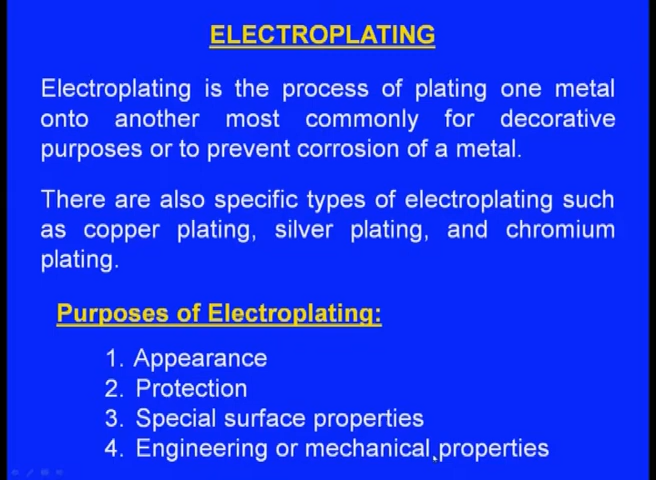 ELECTROPLATING
Electroplating is the process of plating one metal
onto another most commonly for decorative
purposes or to prevent corrosion of a metal.
There are also specific types of electroplating such
as copper plating, silver plating, and chromium
plating.
Purposes of Electroplating:
1. Appearance
2. Protection
3. Special surface properties
4. Engineering or mechanical properties